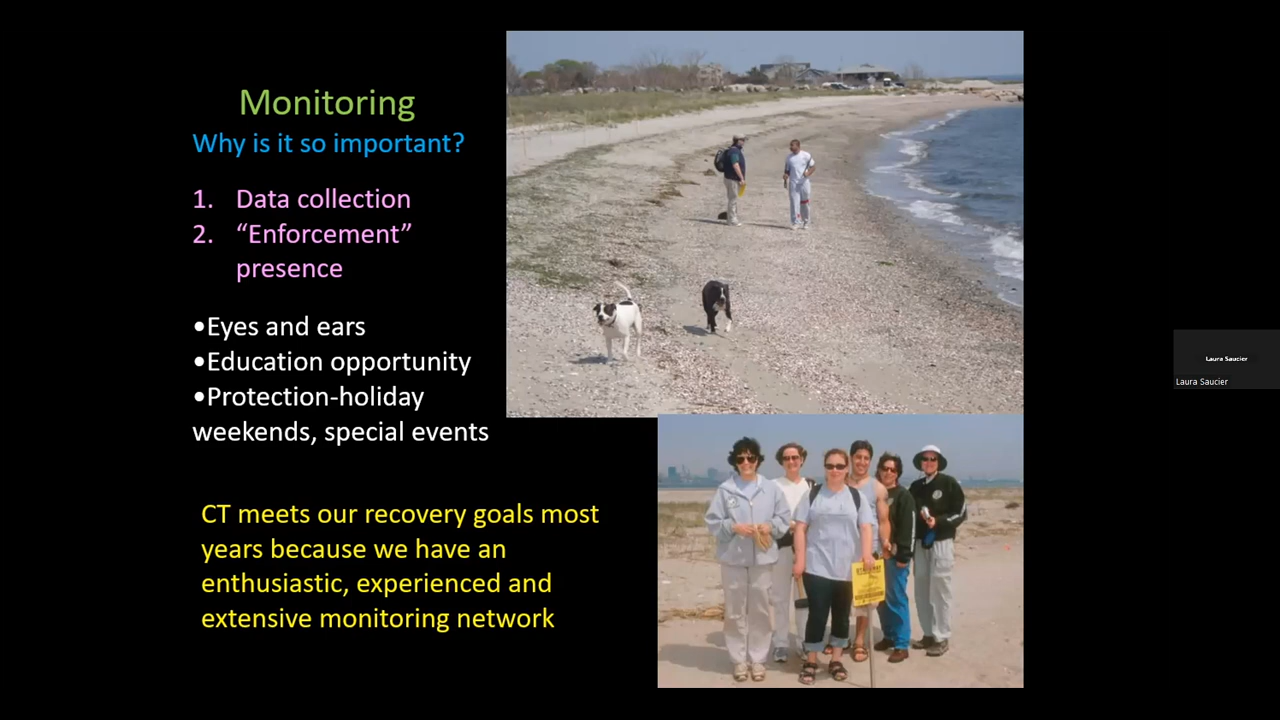 Monitoring
Why is it so important?
1. Data collection
2. “Enforcement”
presence
•Eyes and ears
•Education opportunity
•Protection-holiday
weekends, special events
CT meets our recovery goals most
years because we have an
enthusiastic, experienced and
extensive monitoring network
Laura Saucier
Laura Saucier